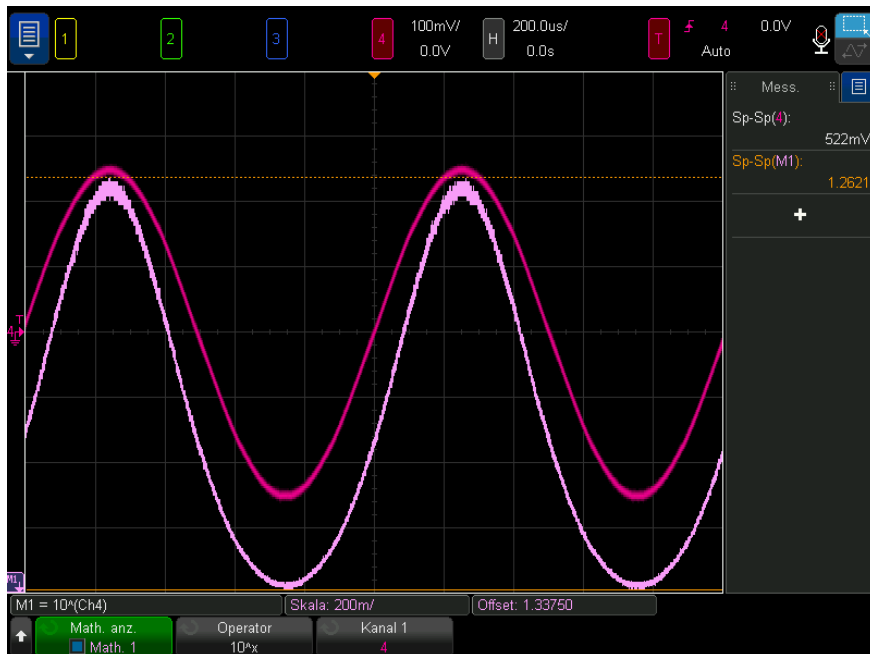 1 2 3 4 100mV/ 0.0V H 200.0us/ 0.0s T 4 0.0V Auto
Mess.
Sp-Sp(4):
522mV
Sp-Sp(M1):
1.2621
+
T
4
M1
M1 = 10^(Ch4) Skala: 200m/ Offset: 1.33750
Math. anz. Operator Kanal 1
Math. 1 10^x 4